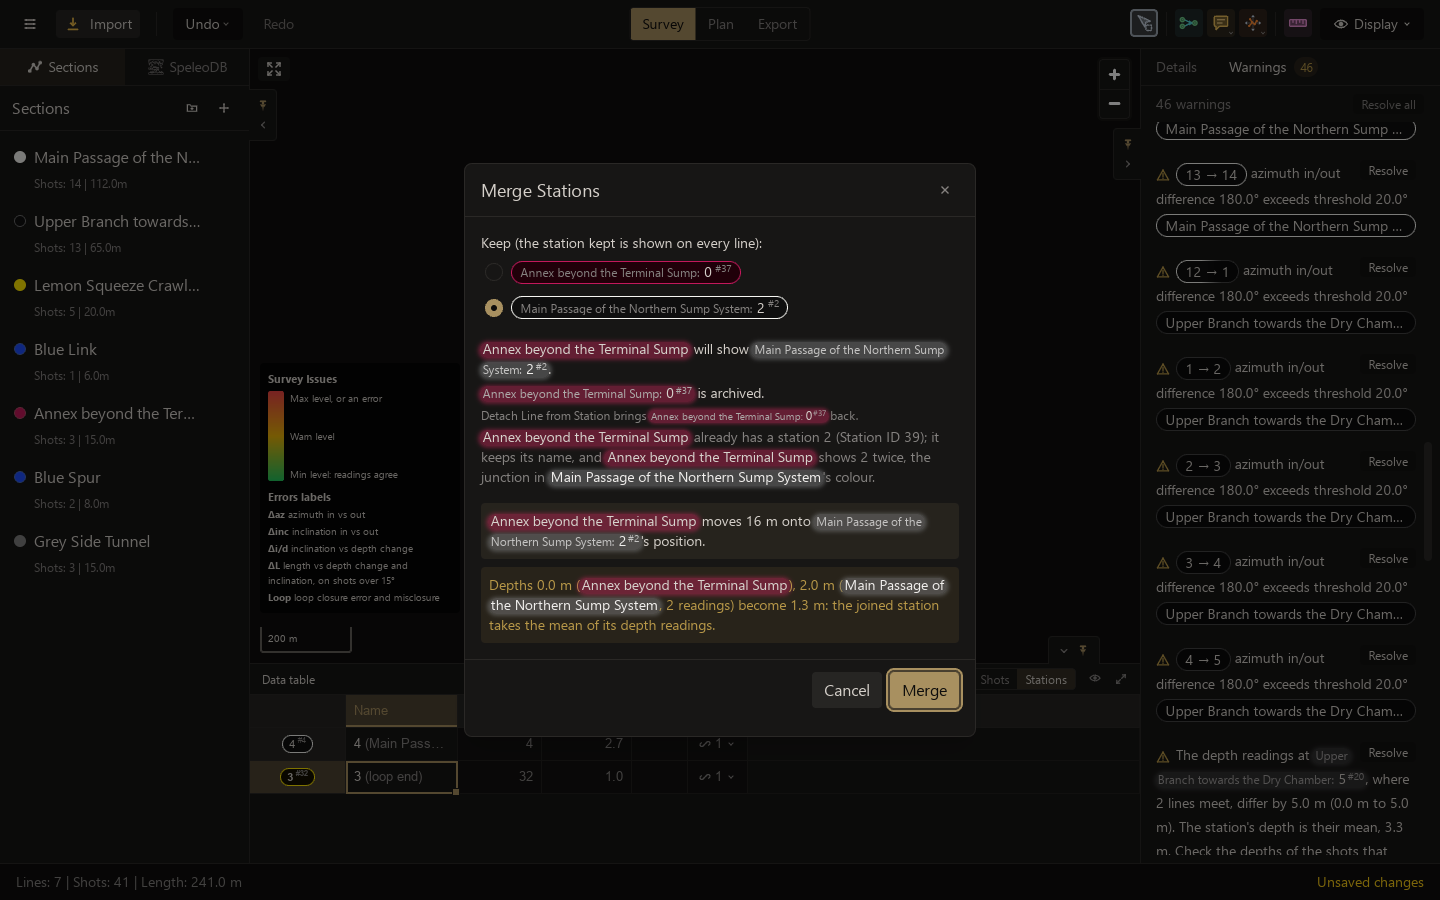 Import
Undo
Redo
Survey
Plan
Export
Display
Sections
SpeleoDB
Sections
Main Passage of the N...
Shots: 14 | 112.0m
Upper Branch towards...
Shots: 13 | 65.0m
Lemon Squeeze Crawl...
Shots: 5 | 20.0m
Blue Link
Shots: 1 | 6.0m
Annex beyond the Ter...
Shots: 3 | 15.0m
Blue Spur
Shots: 2 | 8.0m
Grey Side Tunnel
Shots: 3 | 15.0m
Survey Issues
Max level, or an error
Warn level
Min level: readings agree
Errors labels
Δaz azimuth in vs out
Δinc inclination in vs out
Δi/d inclination vs depth change
ΔL length vs depth change and
inclination, on shots over 15°
Loop loop closure error and misclosure
200 m
Merge Stations
×
Keep (the station kept is shown on every line):
Annex beyond the Terminal Sump: 0 #37
Main Passage of the Northern Sump System: 2 #2
Annex beyond the Terminal Sump will show Main Passage of the Northern Sump
System: 2 #2.
Annex beyond the Terminal Sump: 0 #37 is archived.
Detach Line from Station brings Annex beyond the Terminal Sump: 0 #37 back.
Annex beyond the Terminal Sump already has a station 2 (Station ID 39); it
keeps its name, and Annex beyond the Terminal Sump shows 2 twice, the
junction in Main Passage of the Northern Sump System's colour.
Annex beyond the Terminal Sump moves 16 m onto Main Passage of the
Northern Sump System: 2 #2's position.
Depths 0.0 m (Annex beyond the Terminal Sump), 2.0 m (Main Passage of
the Northern Sump System, 2 readings) become 1.3 m: the joined station
takes the mean of its depth readings.
Cancel
Merge
Data table
Shots
Stations
Name
4 #4 4 (Main Pass... 4 2.7 1
3 #32 3 (loop end) 32 1.0 1
Details
Warnings 46
46 warnings
Resolve all
Main Passage of the Northern Sump ...
13 → 14 azimuth in/out Resolve
difference 180.0° exceeds threshold 20.0°
Main Passage of the Northern Sump ...
12 → 1 azimuth in/out Resolve
difference 180.0° exceeds threshold 20.0°
Upper Branch towards the Dry Cham...
1 → 2 azimuth in/out Resolve
difference 180.0° exceeds threshold 20.0°
Upper Branch towards the Dry Cham...
2 → 3 azimuth in/out Resolve
difference 180.0° exceeds threshold 20.0°
Upper Branch towards the Dry Cham...
3 → 4 azimuth in/out Resolve
difference 180.0° exceeds threshold 20.0°
Upper Branch towards the Dry Cham...
4 → 5 azimuth in/out Resolve
difference 180.0° exceeds threshold 20.0°
Upper Branch towards the Dry Cham...
The depth readings at Upper Resolve
Branch towards the Dry Chamber: 5 #20, where
2 lines meet, differ by 5.0 m (0.0 m to 5.0
m). The station's depth is their mean, 3.3
m. Check the depths of the shots that
Lines: 7 | Shots: 41 | Length: 241.0 m
Unsaved changes